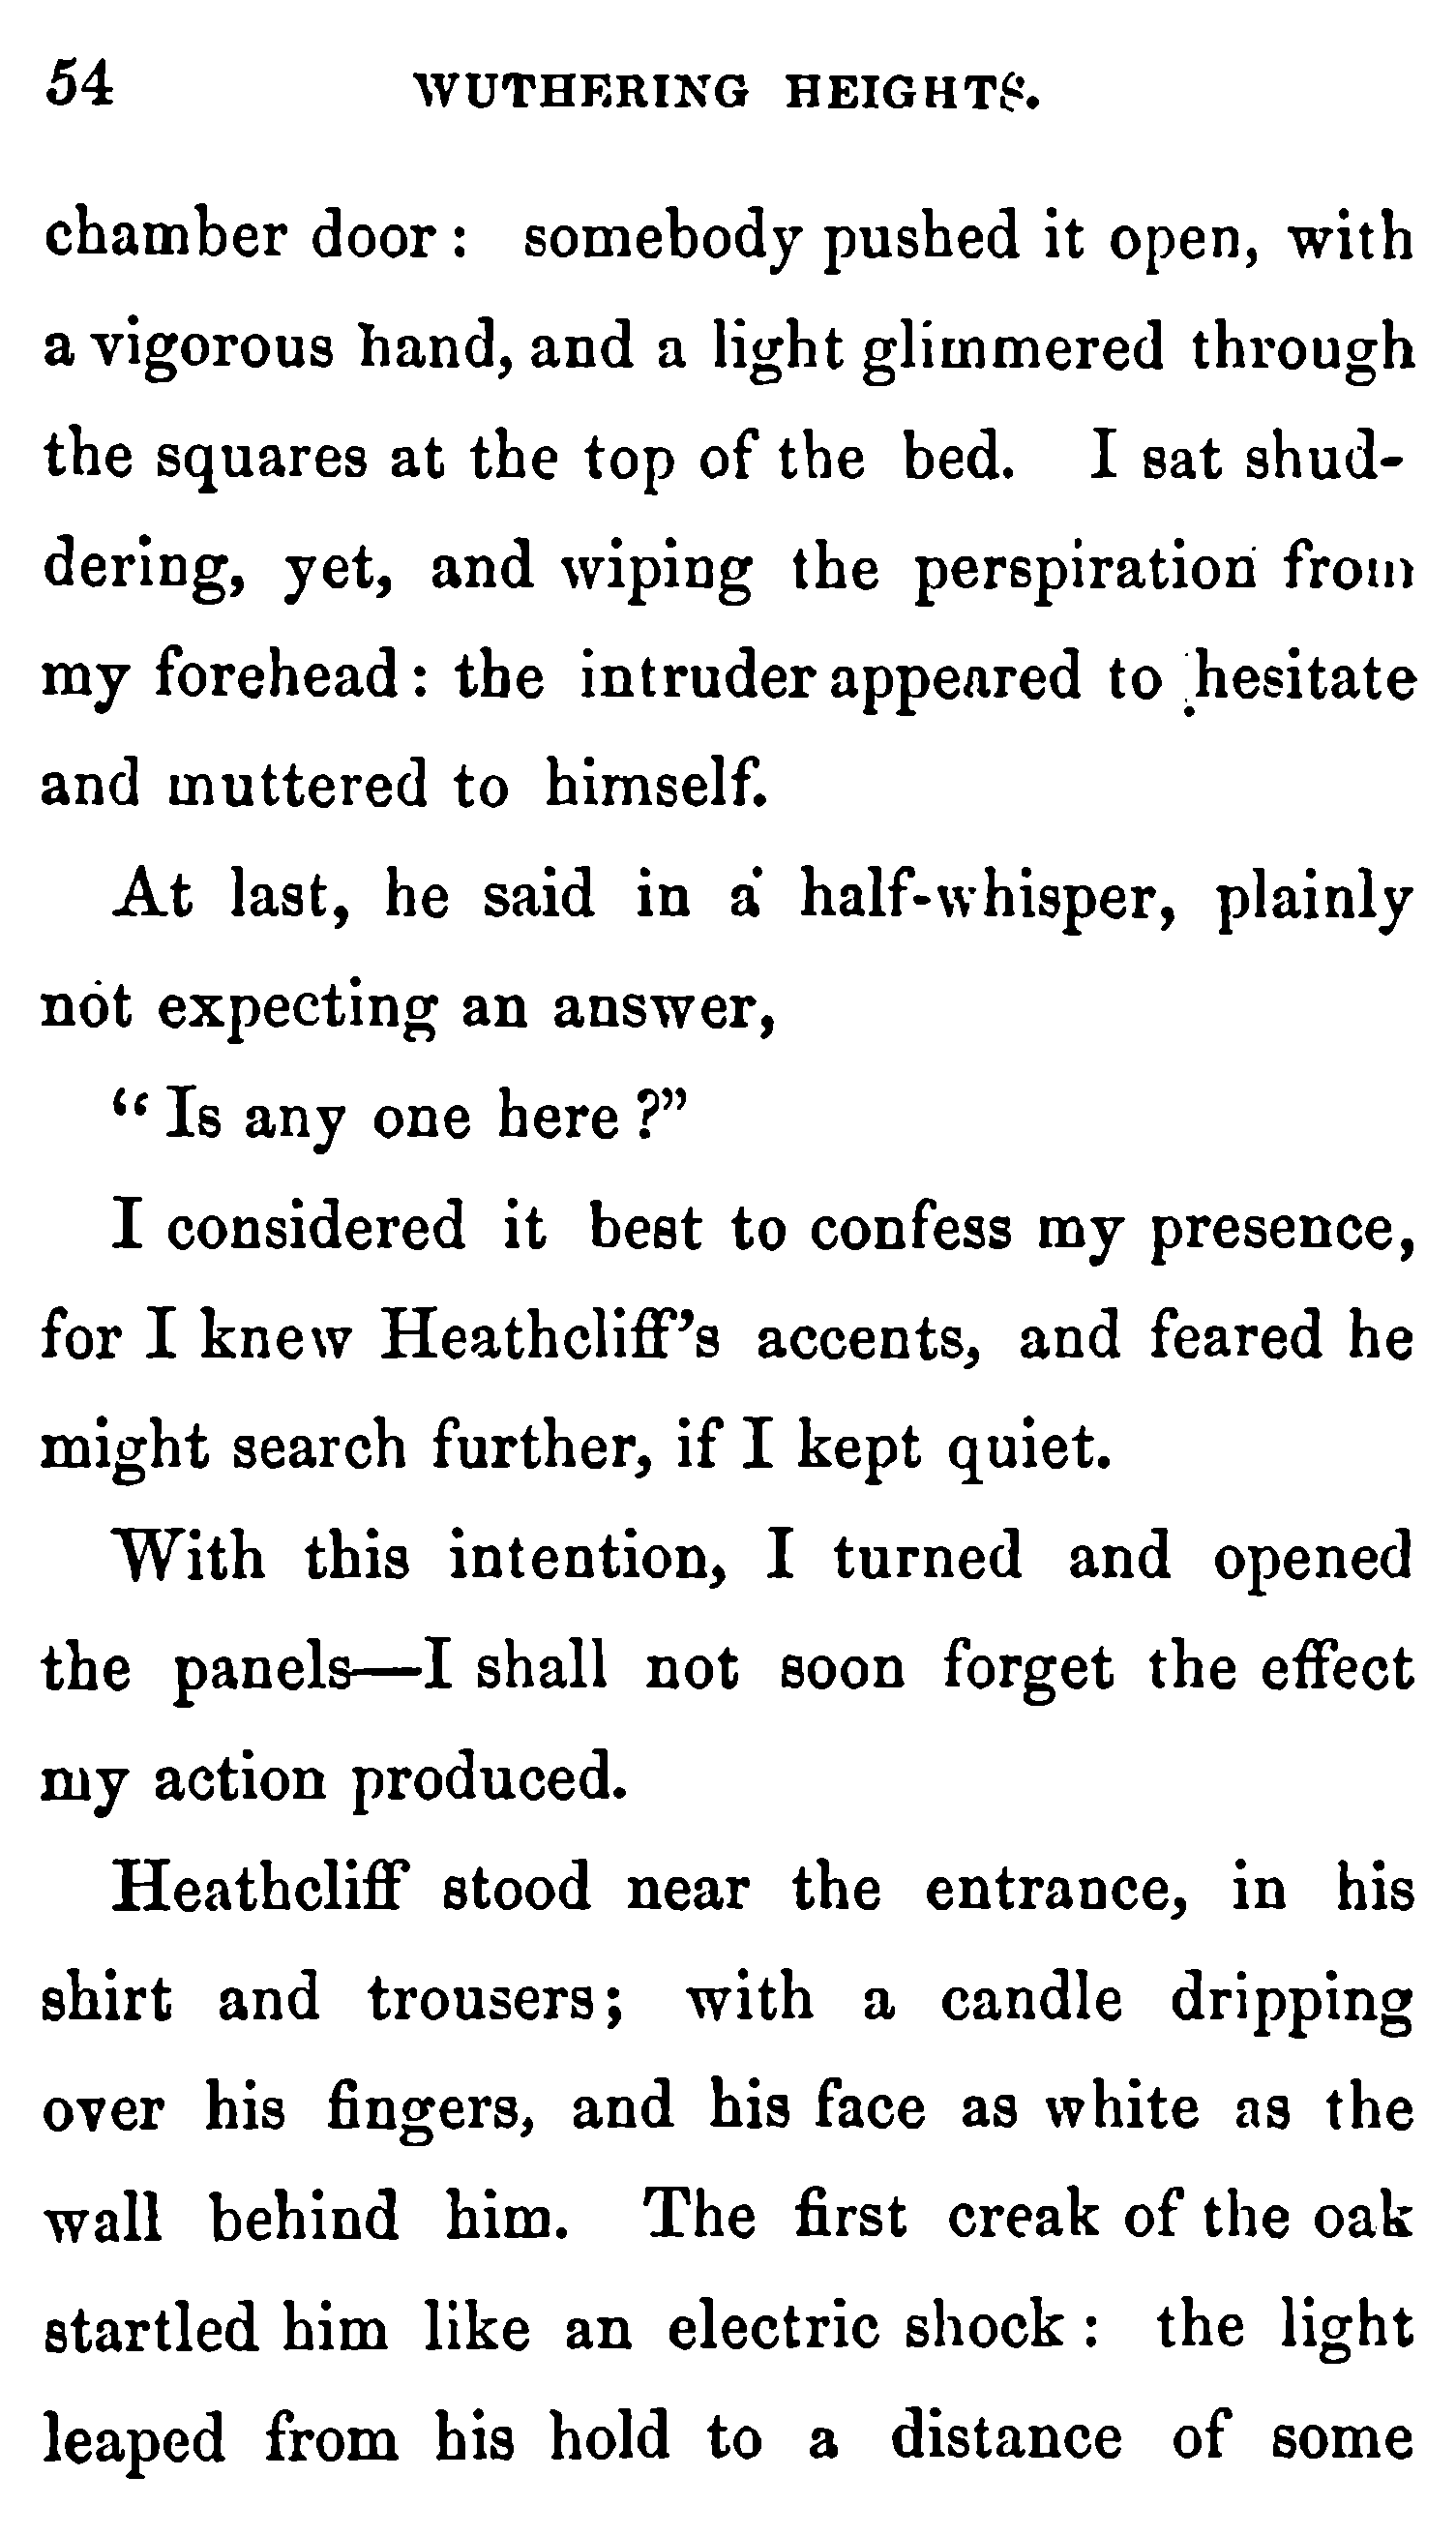 54 WUTHERING HEIGHTS.
chamber door: somebody pushed it open, with
a vigorous hand, and a light glimmered through
the squares at the top of the bed. I sat shud-
dering, yet, and wiping the perspiration from
my forehead: the intruder appeared to hesitate
and muttered to himself.
At last, he said in a half-whisper, plainly
not expecting an answer,
“Is any one here?”
I considered it best to confess my presence,
for I knew Heathcliff’s accents, and feared he
might search further, if I kept quiet.
With this intention, I turned and opened
the panels—I shall not soon forget the effect
my action produced.
Heathcliff stood near the entrance, in his
shirt and trousers; with a candle dripping
over his fingers, and his face as white as the
wall behind him. The first creak of the oak
startled him like an electric shock: the light
leaped from his hold to a distance of some